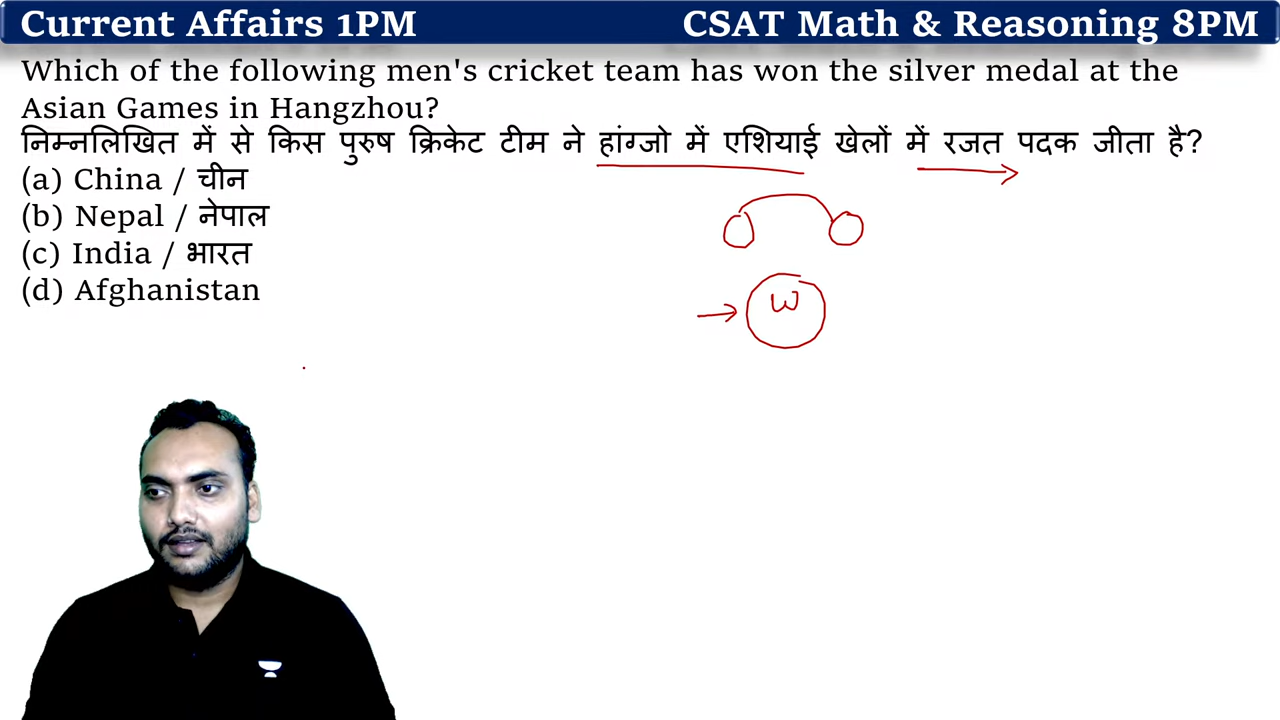 Current Affairs 1PM
CSAT Math & Reasoning 8PM
Which of the following men's cricket team has won the silver medal at the
Asian Games in Hangzhou?
निम्नलिखित में से किस पुरुष क्रिकेट टीम ने हांग्जो में एशियाई खेलों में रजत पदक जीता है?
(a) China / चीन
(b) Nepal / नेपाल
(c) India / भारत
(d) Afghanistan
W